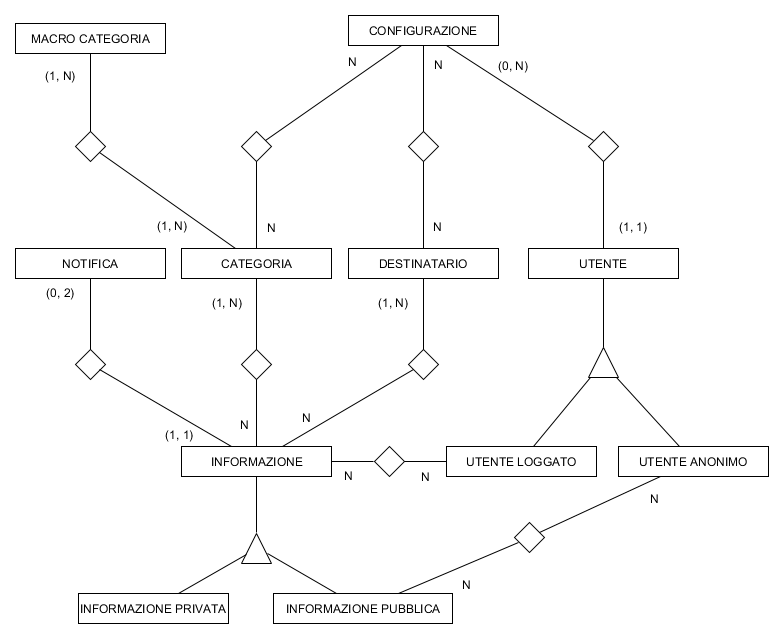 MACRO CATEGORIA
CONFIGURAZIONE
(1, N)
N
N
(0, N)
(1, N)
N
N
(1, 1)
NOTIFICA
CATEGORIA
DESTINATARIO
UTENTE
(0, 2)
(1, N)
(1, N)
(1, 1)
N
N
INFORMAZIONE
N
N
UTENTE LOGGATO
UTENTE ANONIMO
N
N
INFORMAZIONE PRIVATA
INFORMAZIONE PUBBLICA